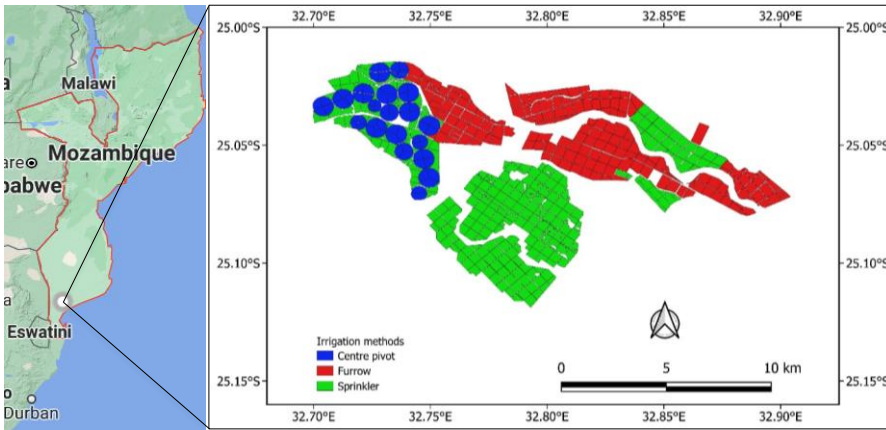 Malawi
Mozambique
are
babwe
a
Eswatini
o
Durban
32.70°E 32.75°E 32.80°E 32.85°E 32.90°E
25.00°S 25.00°S
25.05°S 25.05°S
25.10°S 25.10°S
25.15°S 25.15°S
Irrigation methods
Centre pivot
Furrow
Sprinkler
0 5 10 km
32.70°E 32.75°E 32.80°E 32.85°E 32.90°E